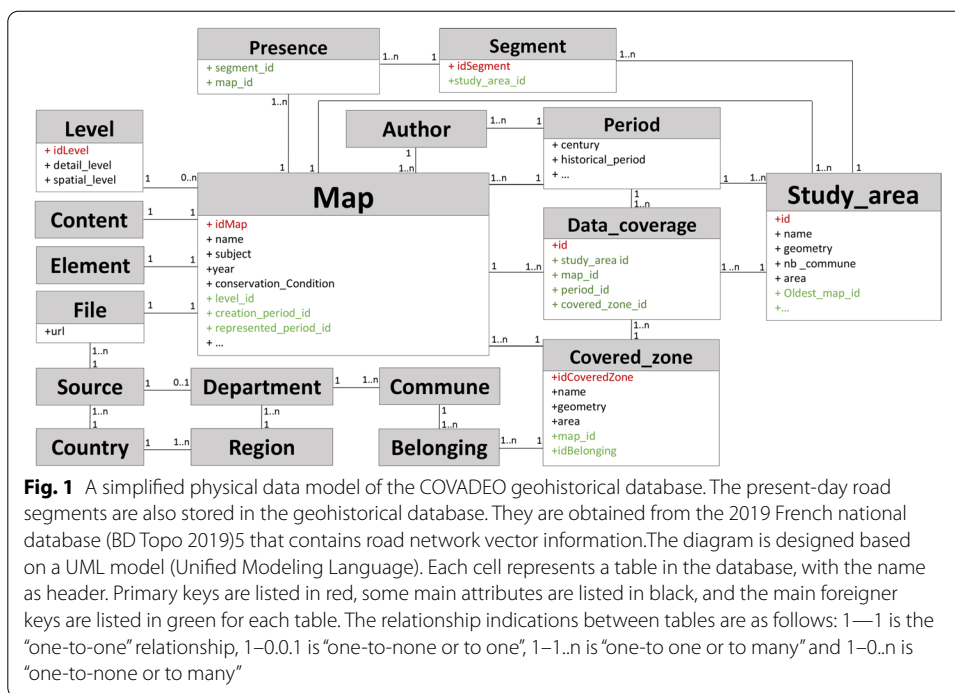 Presence
+ segment_id
+ map_id
1..n
1
Segment
+ idSegment
+study_area_id
1..n
1..n
Level
+ idLevel
+ detail_level
+ spatial_level
1
0..n
Author
1..n
1
1
1..n
Period
+ century
+ historical_period
+ ...
1
1
1..n
1
1
1..n
1..n
1
Map
+ idMap
+ name
+ subject
+year
+ conservation_Condition
+ level_id
+ creation_period_id
+ represented_period_id
+ ...
Study_area
+id
+ name
+ geometry
+ nb _commune
+ area
+ Oldest_map_id
+...
Content
1
1
Element
1
1
File
+url
1
1
1
1..n
Data_coverage
+id
+ study_area id
+ map_id
+ period_id
+ covered_zone_id
1
1..n
1 ..n
1
1..n
1
1..n
1
Source
1
0..1
Department
1
1..n
Commune
1..n
1
Covered_zone
+idCoveredZone
+name
+geometry
+area
+map_id
+idBelonging
1..n
1
1..n
1
1
1..n
Country
1
1..n
Region
Belonging
1..n
1
Fig. 1 A simplified physical data model of the COVADEO geohistorical database. The present-day road
segments are also stored in the geohistorical database. They are obtained from the 2019 French national
database (BD Topo 2019)5 that contains road network vector information.The diagram is designed based
on a UML model (Unified Modeling Language). Each cell represents a table in the database, with the name
as header. Primary keys are listed in red, some main attributes are listed in black, and the main foreigner
keys are listed in green for each table. The relationship indications between tables are as follows: 1—1 is the
“one-to-one” relationship, 1–0.0.1 is “one-to-none or to one”, 1–1..n is “one-to one or to many” and 1–0..n is
“one-to-none or to many”